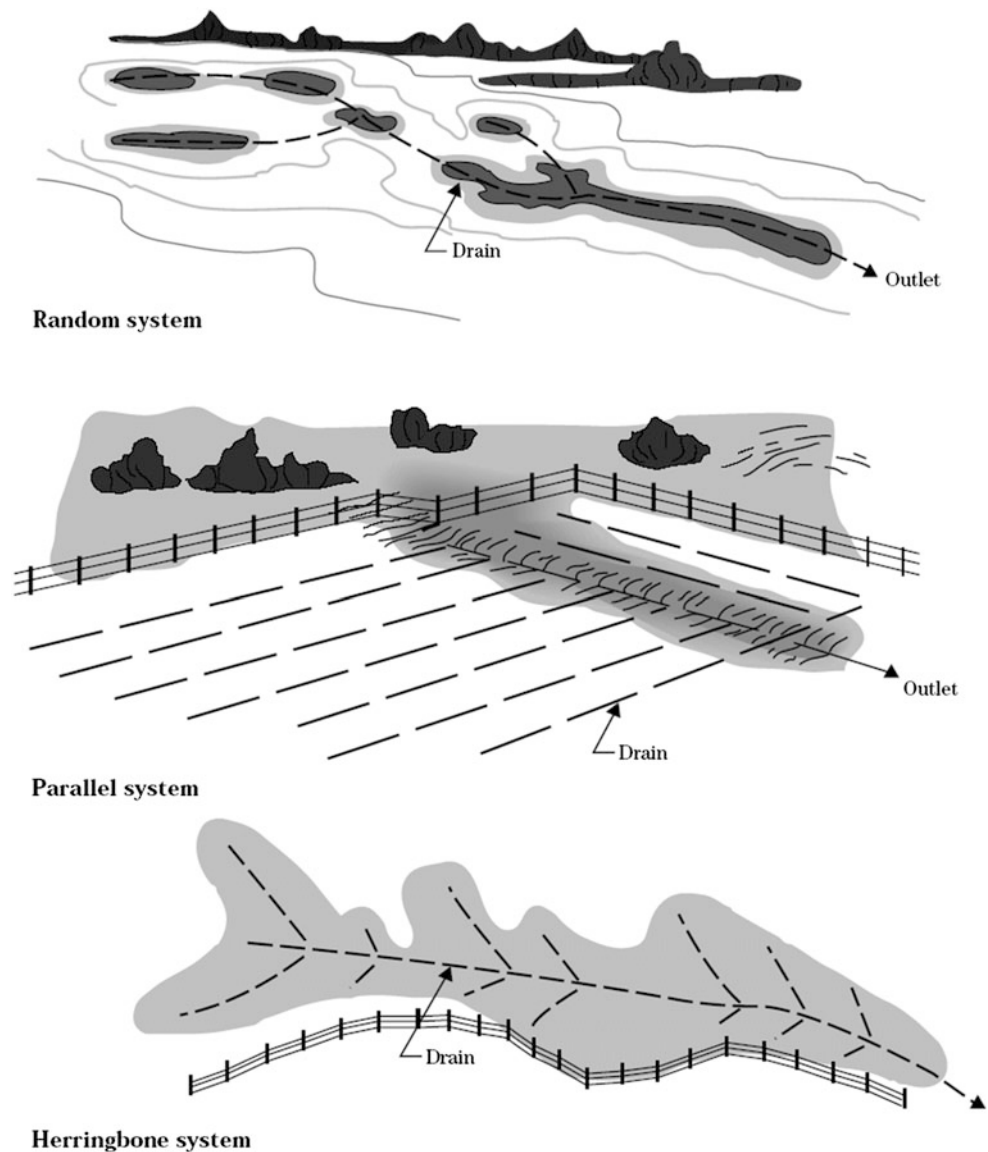 Drain
Outlet
Random system
Outlet
Drain
Parallel system
Drain
Herringbone system